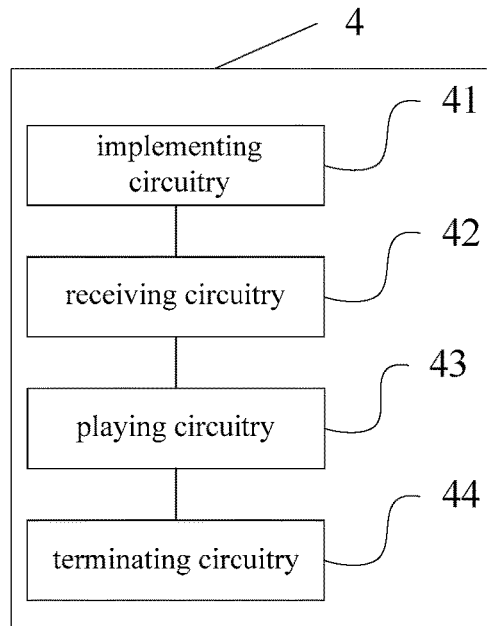 4
41
implementing
circuitry
42
receiving circuitry
43
playing circuitry
44
terminating circuitry